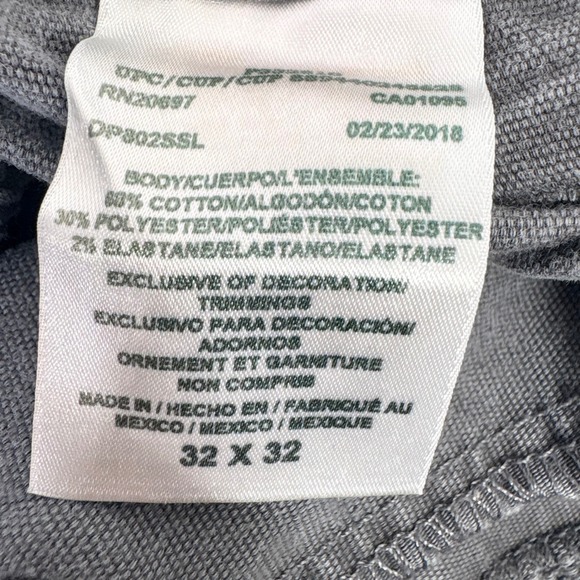 UPC/CUP/CUP
RN20697 CA01095
DP802SSL 02/23/2018
BODY/CUERPO/L'ENSEMBLE:
68% COTTON/ALGODÓN/COTON
30% POLYESTER/POLIÉSTER/POLYESTER
2% ELASTANE/ELASTANO/ELASTANE
EXCLUSIVE OF DECORATION/
TRIMMINGS
EXCLUSIVO PARA DECORACIÓN/
ADORNOS
ORNEMENT ET GARNITURE
NON COMPRIS
MADE IN / HECHO EN / FABRIQUÉ AU
MEXICO / MEXICO / MEXIQUE
32 X 32